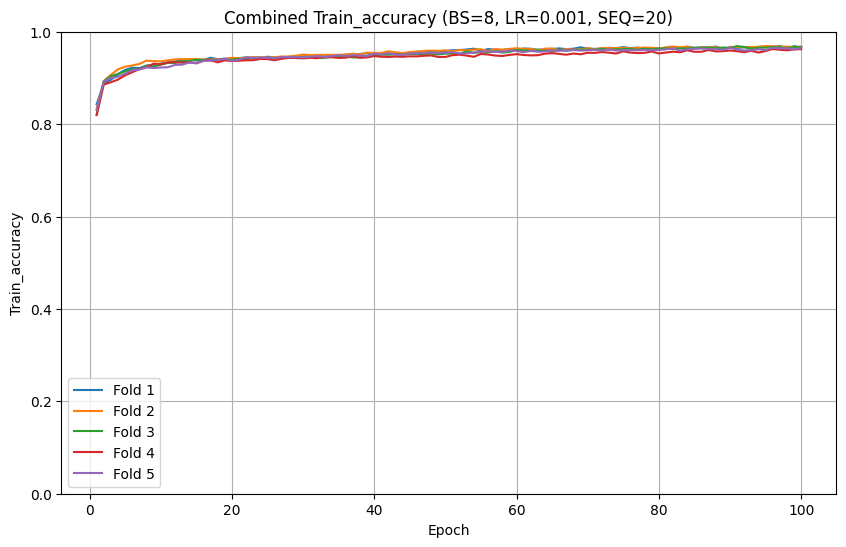 Combined Train_accuracy (BS=8, LR=0.001, SEQ=20)
Train_accuracy
1.0
0.8
0.6
0.4
0.2
0.0
Fold 1
Fold 2
Fold 3
Fold 4
Fold 5
0 20 40 60 80 100
Epoch